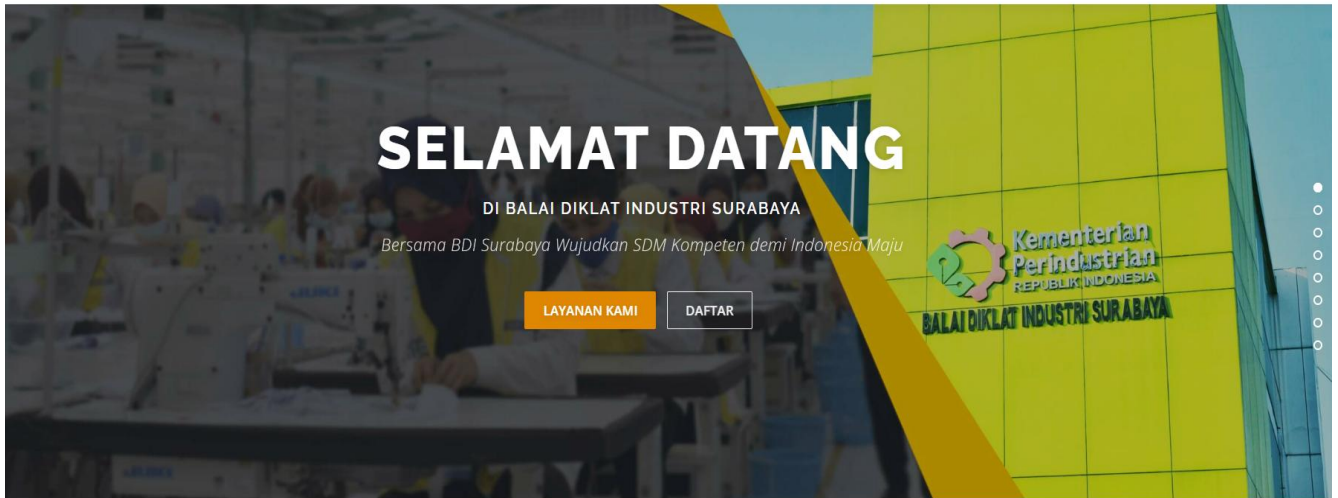 SELAMAT DATANG
DI BALAI DIKLAT INDUSTRI SURABAYA
Bersama BDI Surabaya Wujudkan SDM Kompeten demi Indonesia Maju
LAYANAN KAMI
DAFTAR
Kementerian
Perindustrian
REPUBLIK INDONESIA
BALAI DIKLAT INDUSTRI SURABAYA